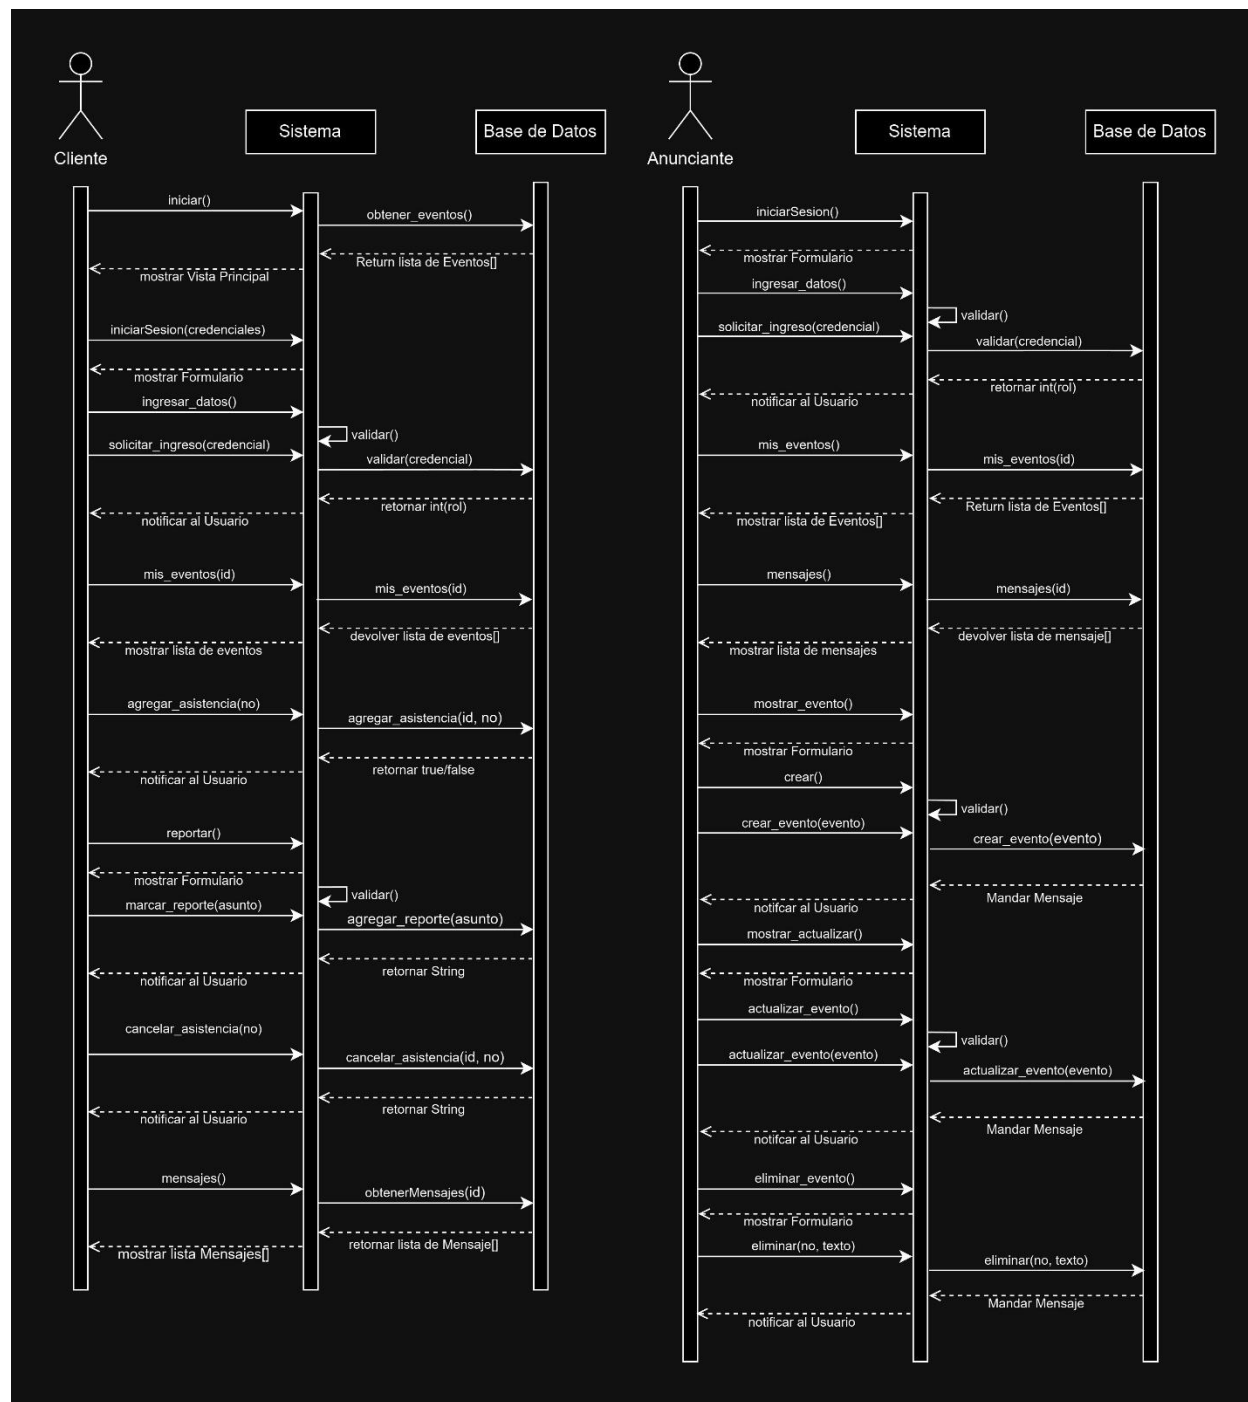 Cliente
Sistema
Base de Datos
iniciar()
obtener_eventos()
Return lista de Eventos[]
mostrar Vista Principal
iniciarSesion(credenciales)
mostrar Formulario
ingresar_datos()
validar()
solicitar_ingreso(credencial)
validar(credencial)
retornar int(rol)
notificar al Usuario
mis_eventos(id)
mis_eventos(id)
devolver lista de eventos[]
mostrar lista de eventos
agregar_asistencia(no)
agregar_asistencia(id, no)
retornar true/false
notificar al Usuario
reportar()
mostrar Formulario
validar()
marcar_reporte(asunto)
agregar_reporte(asunto)
retornar String
notificar al Usuario
cancelar_asistencia(no)
cancelar_asistencia(id, no)
retornar String
notificar al Usuario
mensajes()
obtenerMensajes(id)
retornar lista de Mensaje[]
mostrar lista Mensajes[]
Anunciante
Sistema
Base de Datos
iniciarSesion()
mostrar Formulario
ingresar_datos()
validar()
solicitar_ingreso(credencial)
validar(credencial)
retornar int(rol)
notificar al Usuario
mis_eventos()
mis_eventos(id)
Return lista de Eventos[]
mostrar lista de Eventos[]
mensajes()
mensajes(id)
devolver lista de mensaje[]
mostrar lista de mensajes
mostrar_evento()
mostrar Formulario
crear()
validar()
crear_evento(evento)
crear_evento(evento)
Mandar Mensaje
notifcar al Usuario
mostrar_actualizar()
mostrar Formulario
actualizar_evento()
validar()
actualizar_evento(evento)
actualizar_evento(evento)
Mandar Mensaje
notifcar al Usuario
eliminar_evento()
mostrar Formulario
eliminar(no, texto)
eliminar(no, texto)
Mandar Mensaje
notificar al Usuario